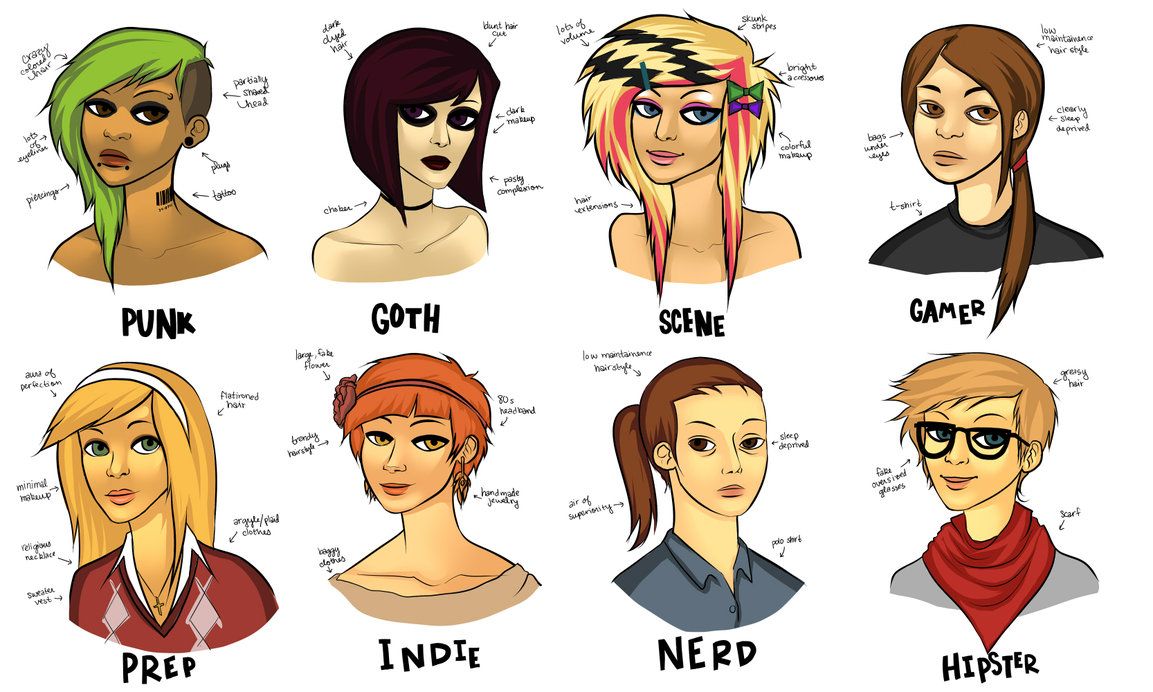 crazy
colored
hair
partially
shaved
head
lots
of
eyeliner
plugs
piercings
tattoo
PUNK
dark
dyed
hair
blunt hair
cut
dark
makeup
pasty
complexion
choker
GOTH
lots of
volume
skunk
stripes
bright
accessories
colorful
makeup
hair
extensions
SCENE
low
maintainence
hair style
clearly
sleep
deprived
bags
under
eyes
t-shirt
GAMER
aura of
perfection
flatironed
hair
minimal
makeup
argyle/plaid
clothes
religious
necklace
sweater
vest
PREP
large, fake
flower
80s
headband
trendy
hairstyle
handmade
jewelry
baggy
clothes
INDIE
low maintainence
hairstyle
sleep
deprived
air of
superiority
polo shirt
NERD
greasy
hair
fake
oversized
glasses
scarf
HIPSTER